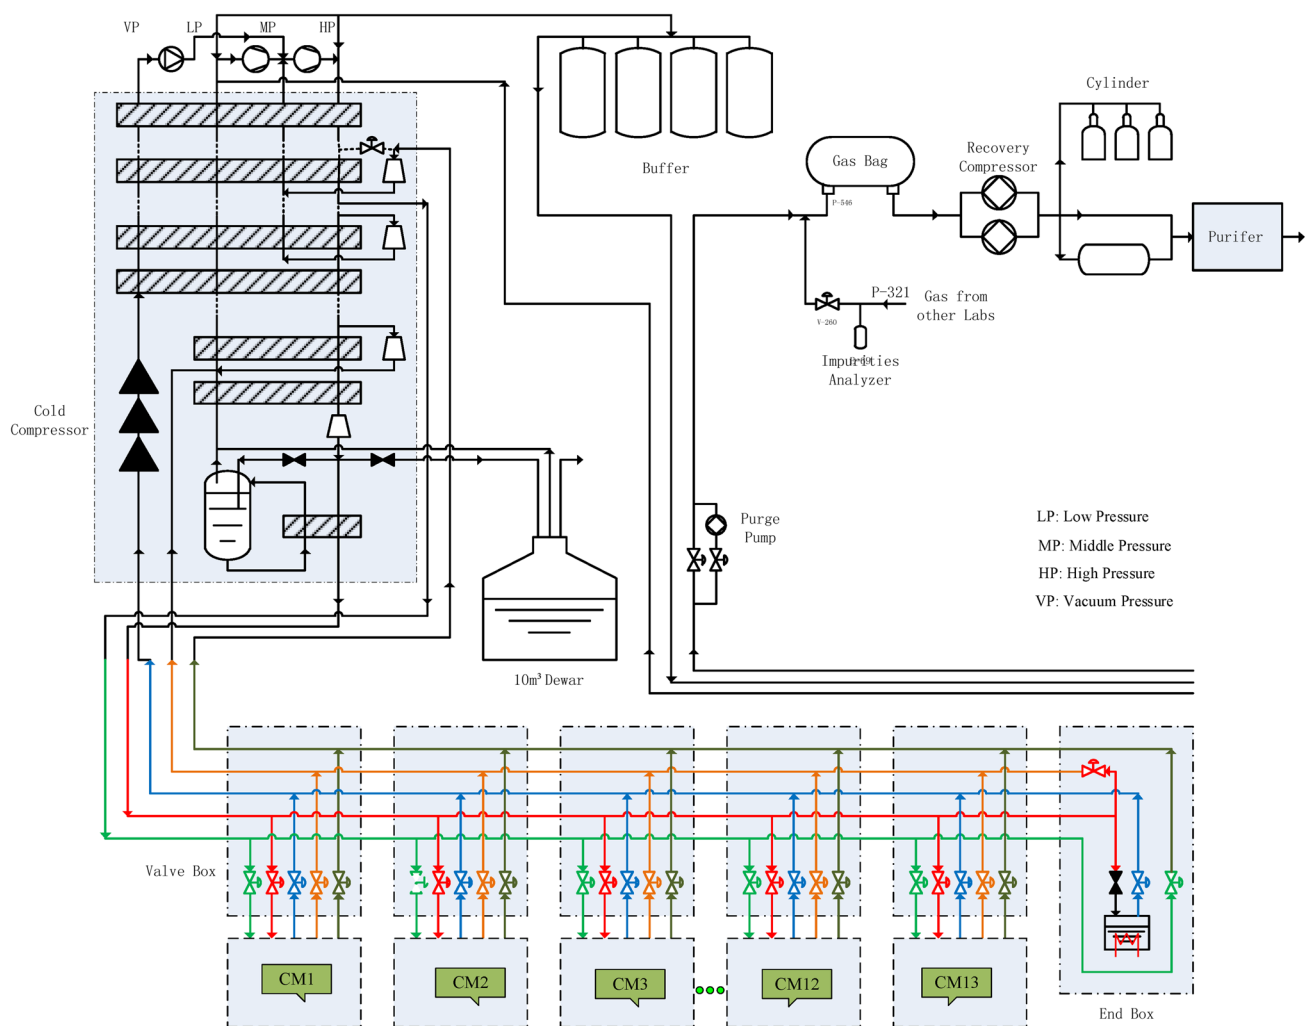 VP
LP
MP
HP
Buffer
Gas Bag
P-546
Recovery
Compressor
Cylinder
Purifer
P-321
Gas from
other Labs
V-260
Impurities
Analyzer
Cold
Compressor
Purge
Pump
10m³ Dewar
LP: Low Pressure
MP: Middle Pressure
HP: High Pressure
VP: Vacuum Pressure
Valve Box
CM1
CM2
CM3
CM12
CM13
End Box